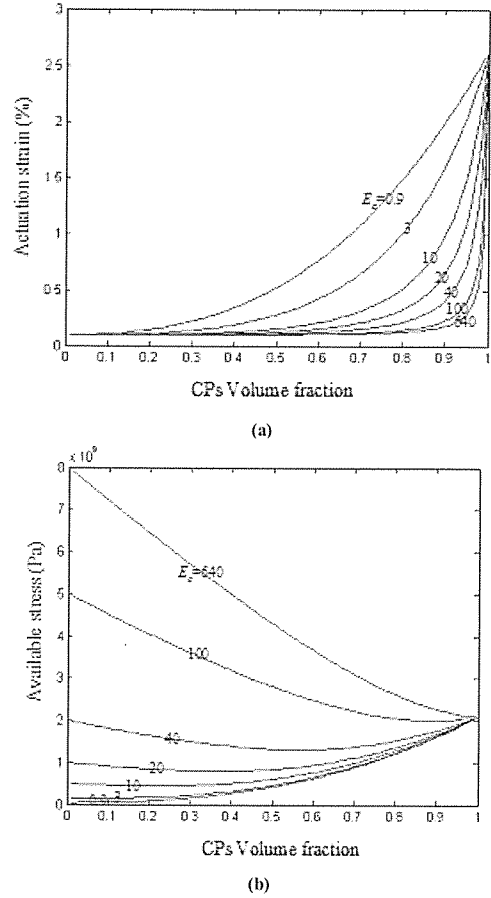 3
2.5
2
1.5
1
0.5
0
Actuation strain (%)
E_c=0.9
3
10
20
40
100
640
0 0.1 0.2 0.3 0.4 0.5 0.6 0.7 0.8 0.9 1
CPs Volume fraction
(a)
x 10^9
8
7
6
5
4
3
2
1
0
Available stress (Pa)
E_c=640
100
40
20
10
3
0 0.1 0.2 0.3 0.4 0.5 0.6 0.7 0.8 0.9 1
CPs Volume fraction
(b)